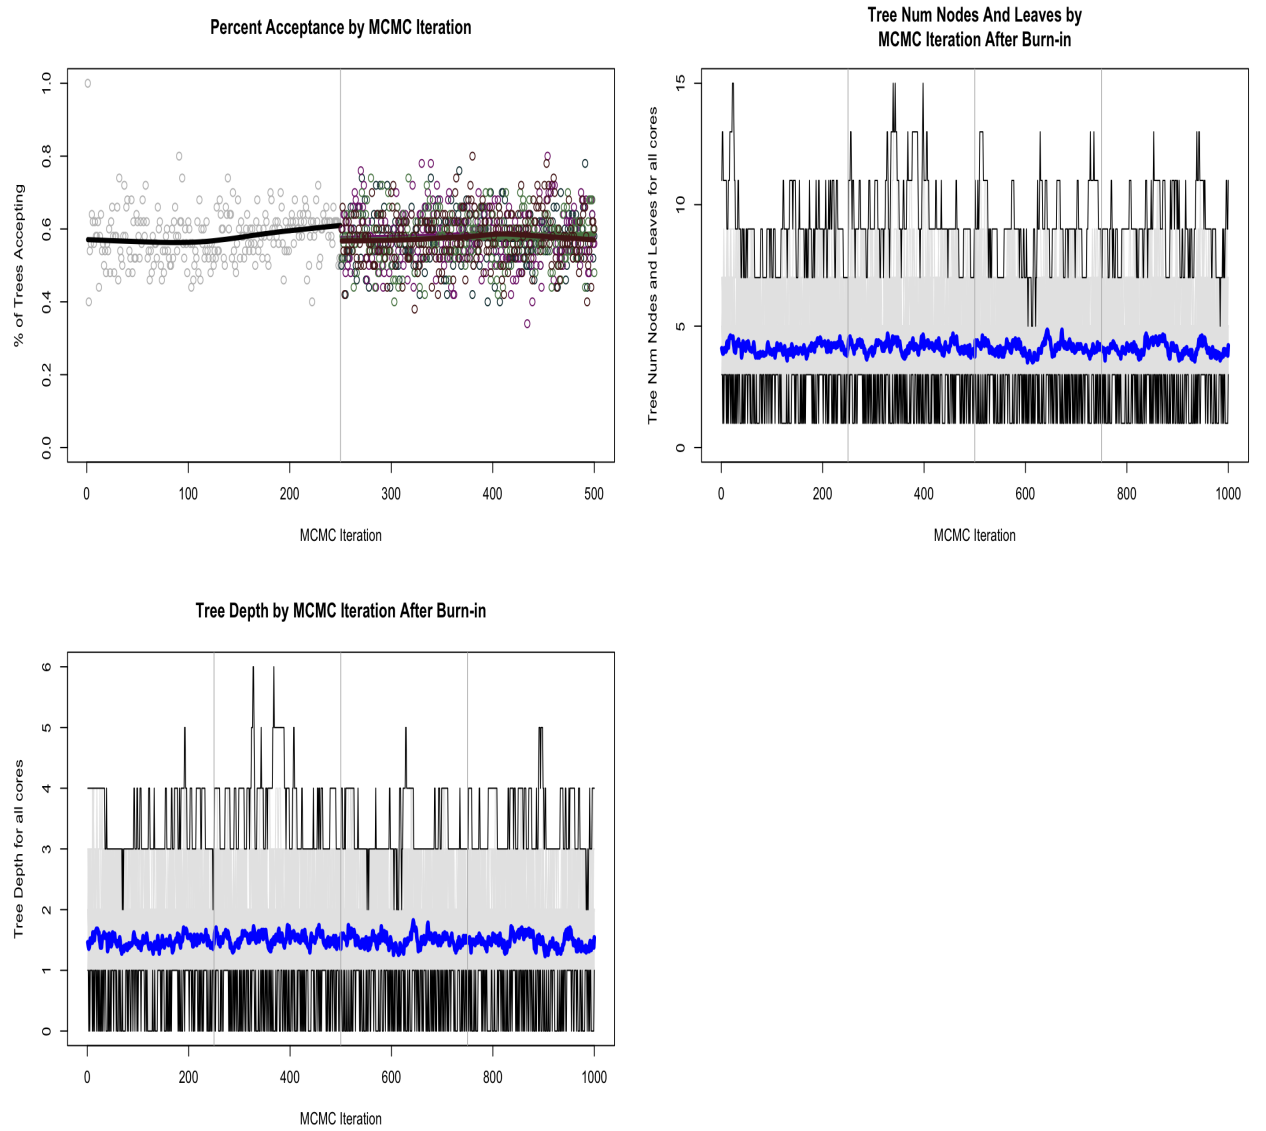 Percent Acceptance by MCMC Iteration
% of Trees Accepting
1.0
0.8
0.6
0.4
0.2
0.0
0 100 200 300 400 500
MCMC Iteration
Tree Num Nodes And Leaves by
MCMC Iteration After Burn-in
Tree Num Nodes and Leaves for all cores
15
10
5
0
0 200 400 600 800 1000
MCMC Iteration
Tree Depth by MCMC Iteration After Burn-in
Tree Depth for all cores
6
5
4
3
2
1
0
0 200 400 600 800 1000
MCMC Iteration